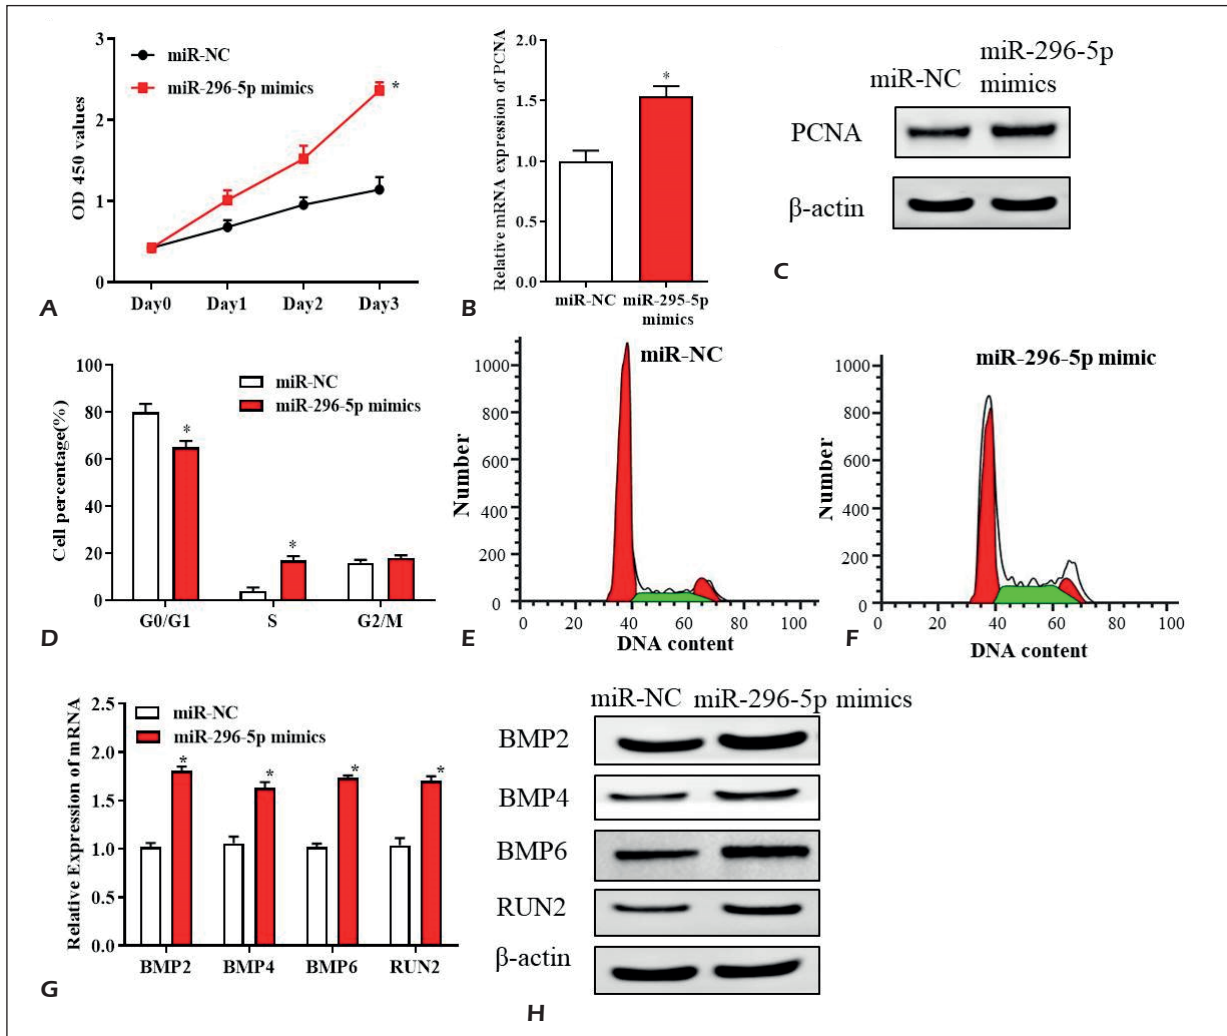 3
2
1
0
OD 450 values
miR-NC
miR-296-5p mimics
*
Day0 Day1 Day2 Day3
A
2.0
1.5
1.0
0.5
0.0
Relative mRNA expression of PCNA
*
miR-NC miR-295-5p
mimics
B
miR-NC miR-296-5p
mimics
PCNA
β-actin
C
100
80
60
40
20
0
Cell percentage(%)
miR-NC
miR-296-5p mimics
*
*
G0/G1 S G2/M
D
miR-NC
1000
800
600
400
200
0
Number
0 20 40 60 80 100
DNA content
E
miR-296-5p mimic
1000
800
600
400
200
0
Number
0 20 40 60 80 100
DNA content
F
2.5
2.0
1.5
1.0
0.5
0.0
Relative Expression of mRNA
miR-NC
miR-296-5p mimics
* * * *
BMP2 BMP4 BMP6 RUN2
G
miR-NC miR-296-5p mimics
BMP2
BMP4
BMP6
RUN2
β-actin
H